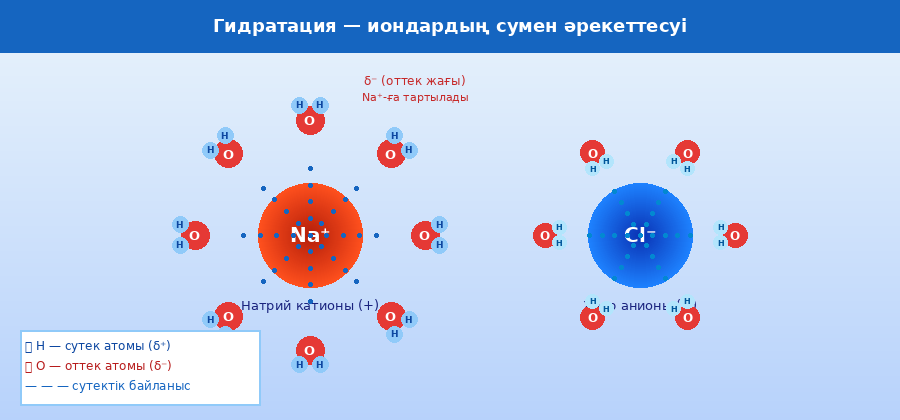 Гидратация — иондардың сумен әрекеттесуі
δ⁻ (оттек жағы)
Na⁺-ға тартылады
H H
O
H
H O
H
O H
H O
H
H
O H
Na⁺
H
O H
H
O H
Cl⁻
O H
H
H
H O
H
H O
Натрий катионы (+)
анионы
H O
O H
H
O
H H
H
O H
H
H O
H — сутек атомы (δ⁺)
O — оттек атомы (δ⁻)
— — — сутектік байланыс